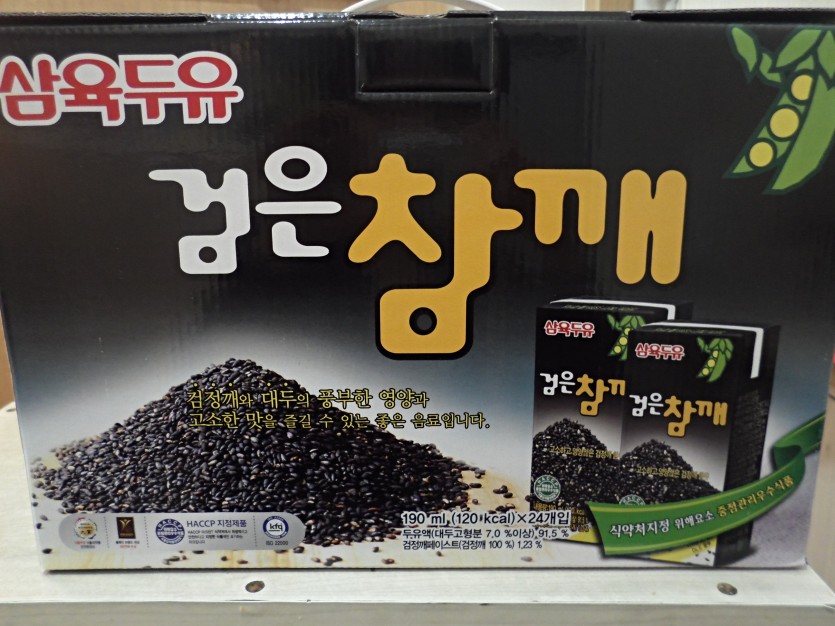 삼육두유
검은 참깨
삼육두유
검은 참깨
삼육두유
검은 참깨
검정깨와 대두의 풍부한 영양과
고소한 맛을 즐길 수 있는 좋은 음료입니다.
HACCP 지정제품
kfq
ISO 22000
190 ml (120 kcal)×24개입
두유액(대두고형분 7.0 %이상) 91.5 %
검정깨페이스트(검정깨 100 %) 1.23 %
식약처지정 위해요소 중점관리우수식품